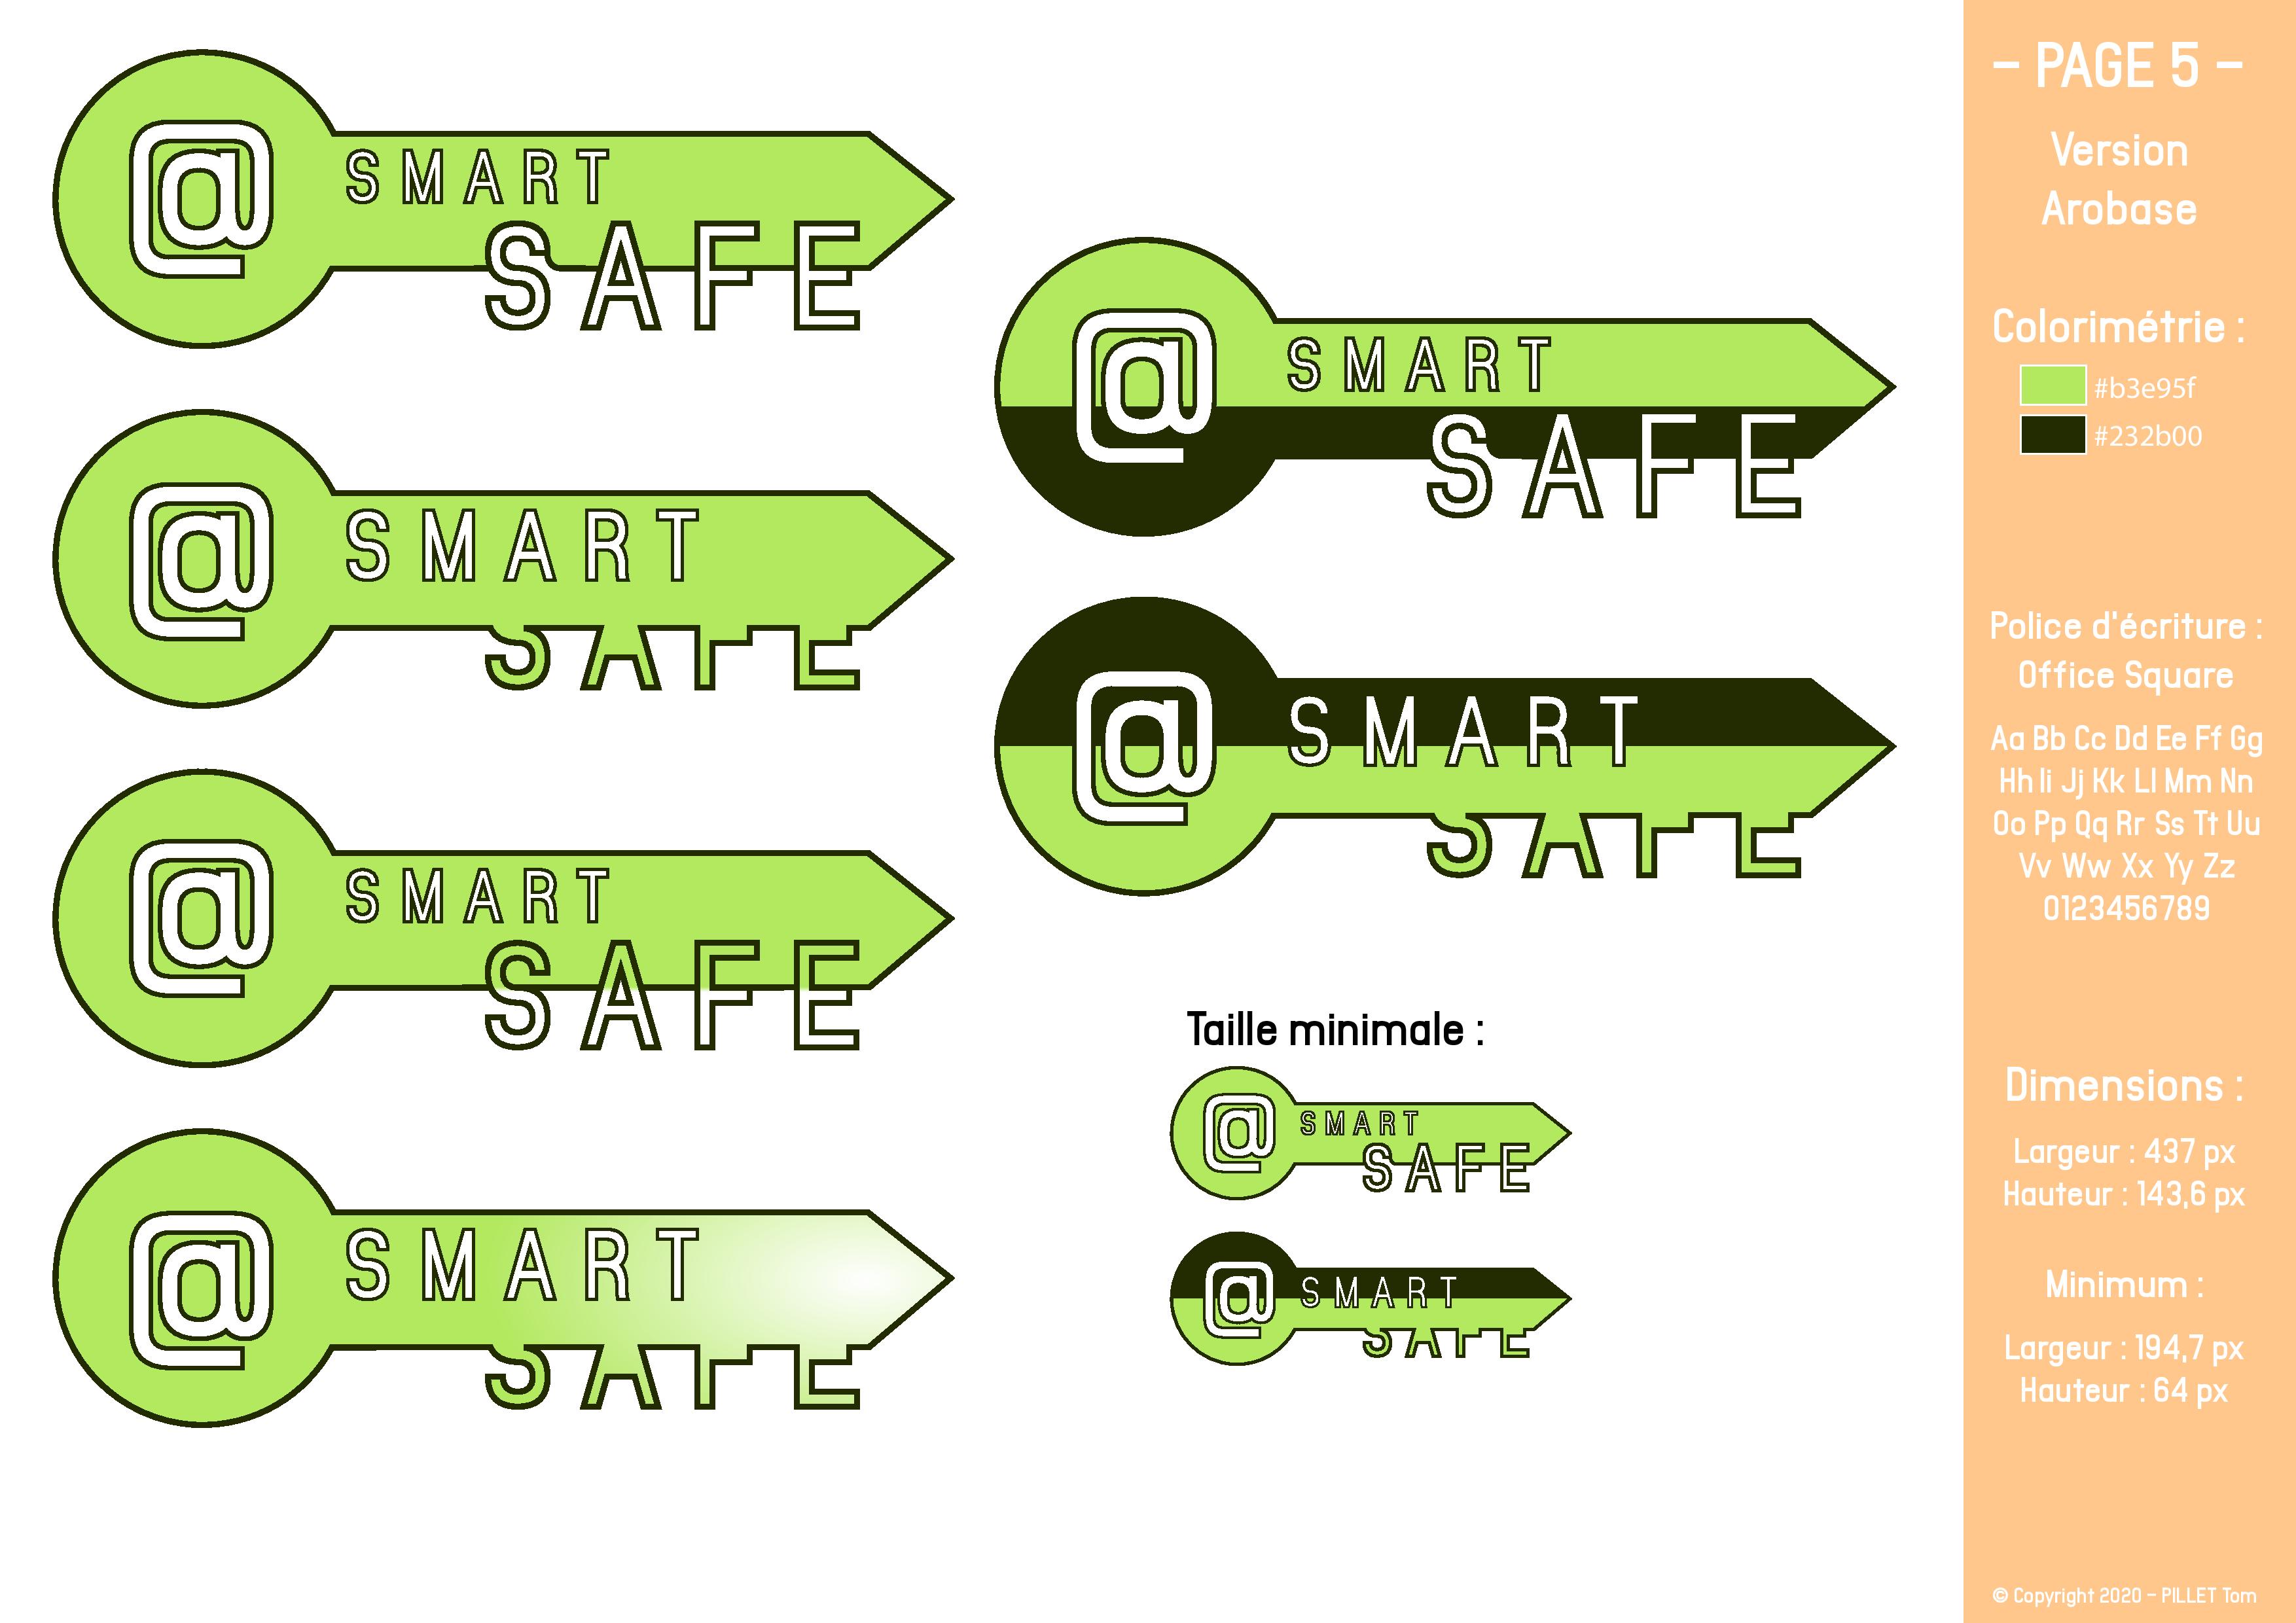 @ SMART
SAFE
@ SMART
SAFE
@ SMART
SAFE
@ SMART
SAFE
@ SMART
SAFE
@ SMART
SAFE
Taille minimale :
@ SMART
SAFE
@ SMART
SAFE
– PAGE 5 –
Version
Arobase
Colorimétrie :
#b3e95f
#232b00
Police d'écriture :
Office Square
Aa Bb Cc Dd Ee Ff Gg
Hh Ii Jj Kk Ll Mm Nn
Oo Pp Qq Rr Ss Tt Uu
Vv Ww Xx Yy Zz
0123456789
Dimensions :
Largeur : 437 px
Hauteur : 143,6 px
Minimum :
Largeur : 194,7 px
Hauteur : 64 px
© Copyright 2020 – PILLET Tom